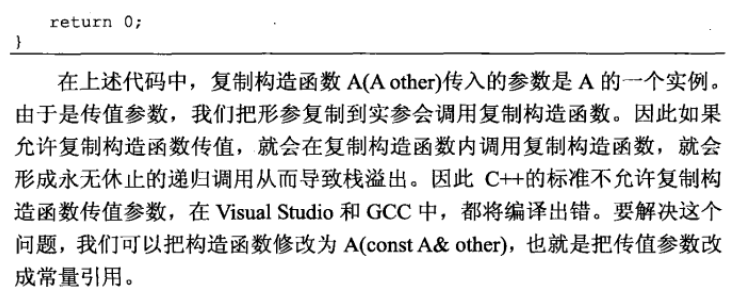 return 0;
}
在上述代码中，复制构造函数 A(A other)传入的参数是 A 的一个实例。
由于是传值参数，我们把形参复制到实参会调用复制构造函数。因此如果
允许复制构造函数传值，就会在复制构造函数内调用复制构造函数，就会
形成永无休止的递归调用从而导致栈溢出。因此 C++的标准不允许复制构
造函数传值参数，在 Visual Studio 和 GCC 中，都将编译出错。要解决这个
问题，我们可以把构造函数修改为 A(const A& other)，也就是把传值参数改
成常量引用。